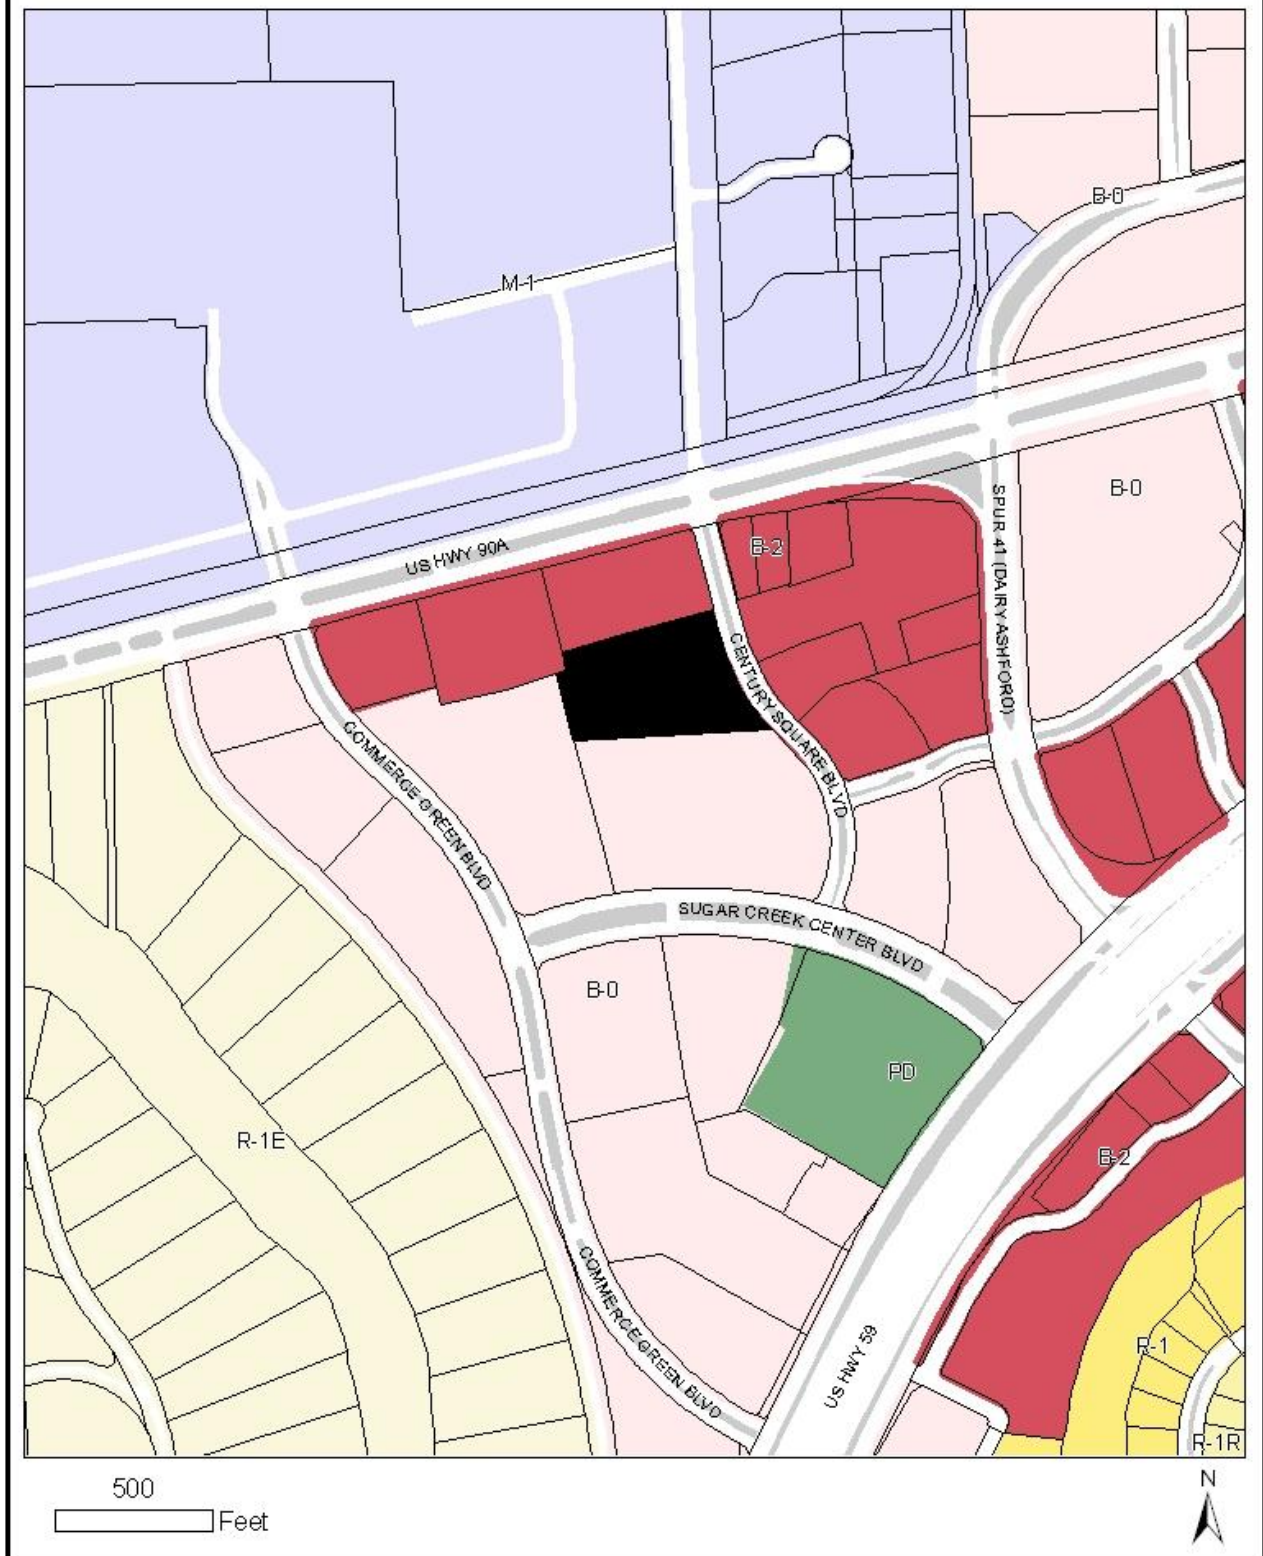 B-0
M-1
B-0
SPUR 41 (DAIRY ASHFORD)
US HWY 90A
B-2
CENTURY SQUARE BLVD
COMMERCE GREEN BLVD
SUGAR CREEK CENTER BLVD
B-0
PD
R-1E
B-2
COMMERCE GREEN BLVD
US HWY 59
R-1
R-1R
500
Feet
N